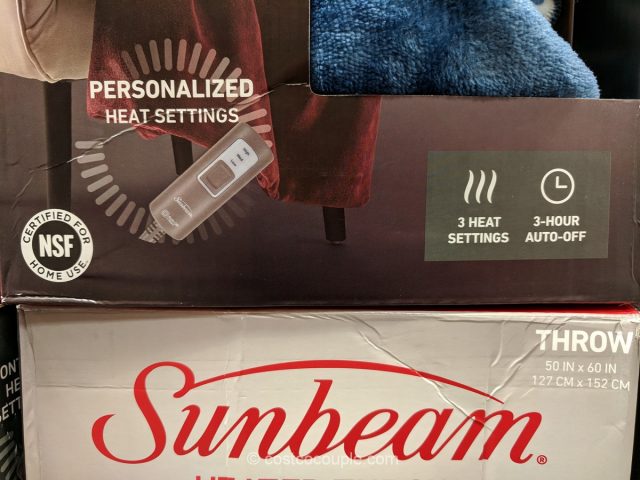 PERSONALIZED
HEAT SETTINGS
Sunbeam
3 HEAT
SETTINGS
3-HOUR
AUTO-OFF
CERTIFIED FOR
NSF
HOME USE
THROW
50 IN x 60 IN
127 CM x 152 CM
Sunbeam®
costcocouple.com